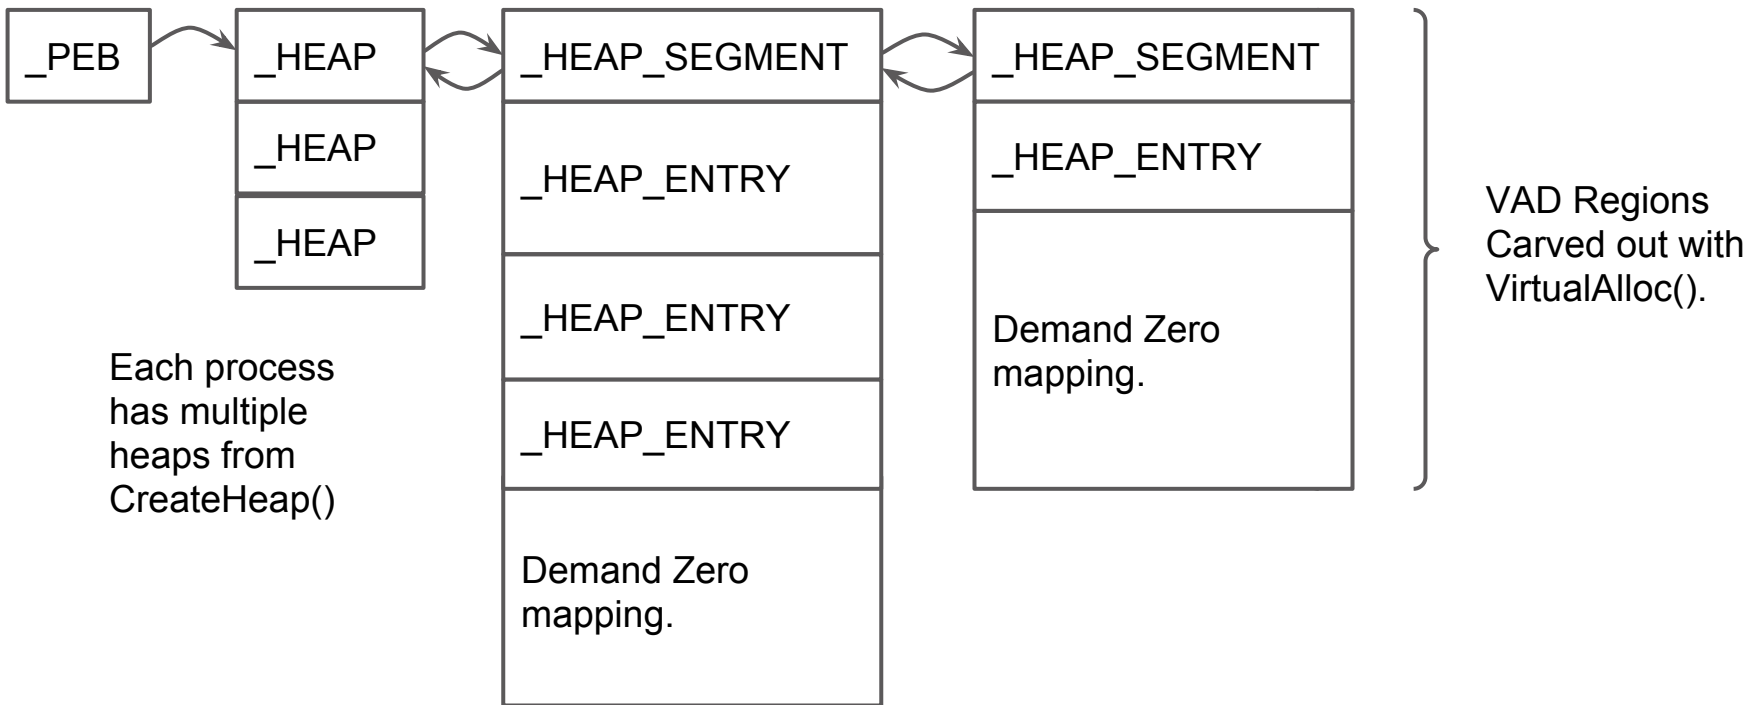 _PEB
_HEAP
_HEAP
_HEAP
Each process
has multiple
heaps from
CreateHeap()
_HEAP_SEGMENT
_HEAP_ENTRY
_HEAP_ENTRY
_HEAP_ENTRY
Demand Zero
mapping.
_HEAP_SEGMENT
_HEAP_ENTRY
Demand Zero
mapping.
VAD Regions
Carved out with
VirtualAlloc().